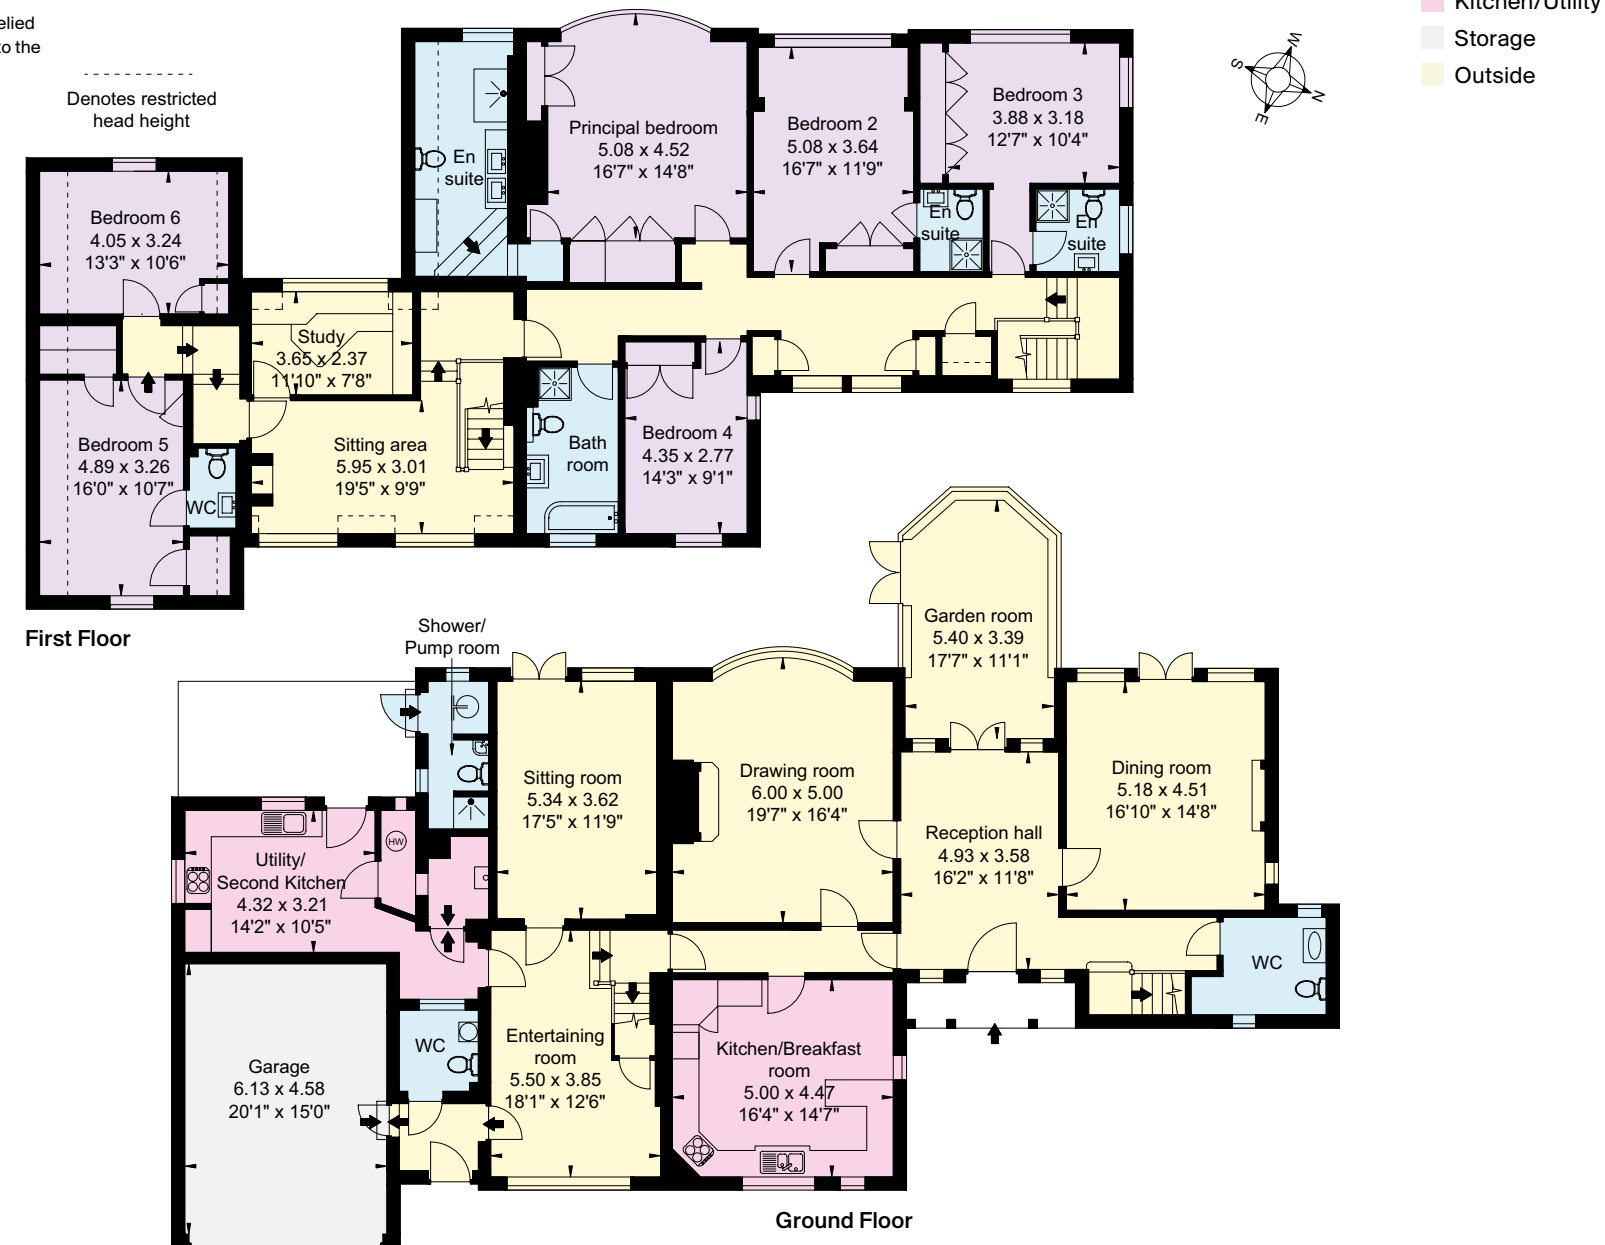 elied
to the
Denotes restricted
head height
Kitchen/Utility
Storage
Outside
W
S
N
E
Principal bedroom
5.08 x 4.52
16'7" x 14'8"
Bedroom 2
5.08 x 3.64
16'7" x 11'9"
Bedroom 3
3.88 x 3.18
12'7" x 10'4"
En
suite
En
suite
En
suite
Bedroom 6
4.05 x 3.24
13'3" x 10'6"
Study
3.65 x 2.37
11'10" x 7'8"
Bedroom 5
4.89 x 3.26
16'0" x 10'7"
WC
Sitting area
5.95 x 3.01
19'5" x 9'9"
Bath
room
Bedroom 4
4.35 x 2.77
14'3" x 9'1"
First Floor
Shower/
Pump room
Garden room
5.40 x 3.39
17'7" x 11'1"
Sitting room
5.34 x 3.62
17'5" x 11'9"
Drawing room
6.00 x 5.00
19'7" x 16'4"
Dining room
5.18 x 4.51
16'10" x 14'8"
Reception hall
4.93 x 3.58
16'2" x 11'8"
HW
Utility/
Second Kitchen
4.32 x 3.21
14'2" x 10'5"
WC
WC
Entertaining
room
5.50 x 3.85
18'1" x 12'6"
Kitchen/Breakfast
room
5.00 x 4.47
16'4" x 14'7"
Garage
6.13 x 4.58
20'1" x 15'0"
Ground Floor